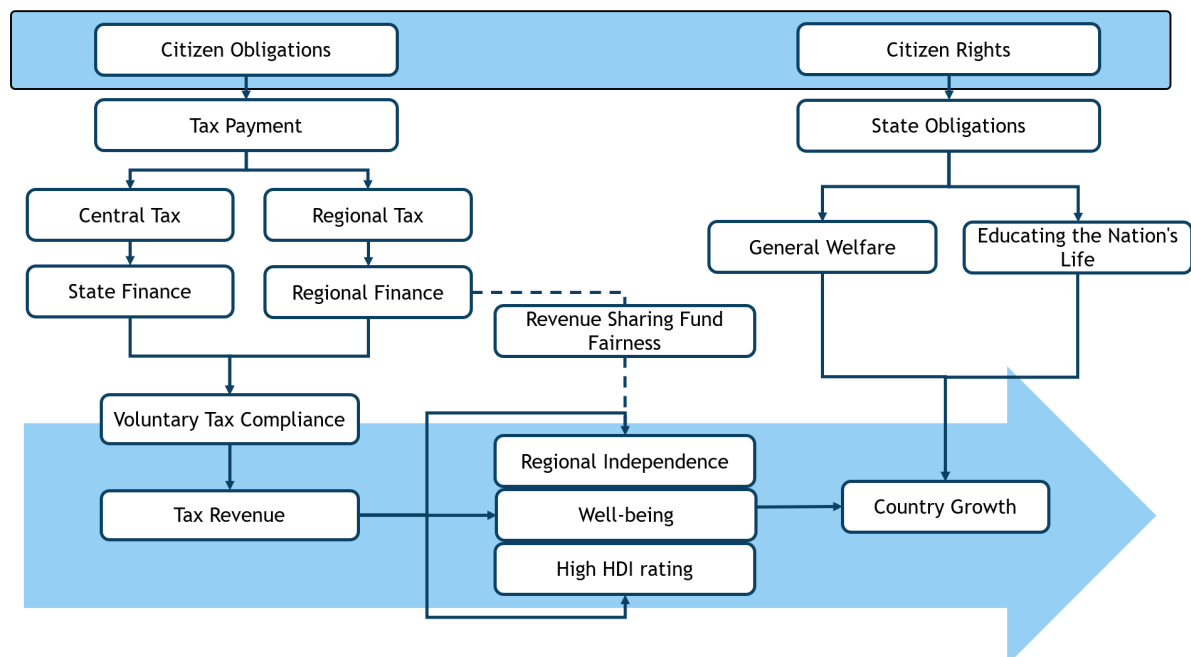 Citizen Obligations
Citizen Rights
Tax Payment
State Obligations
Central Tax
Regional Tax
General Welfare
Educating the Nation's
Life
State Finance
Regional Finance
Revenue Sharing Fund
Fairness
Voluntary Tax Compliance
Regional Independence
Tax Revenue
Well-being
Country Growth
High HDI rating